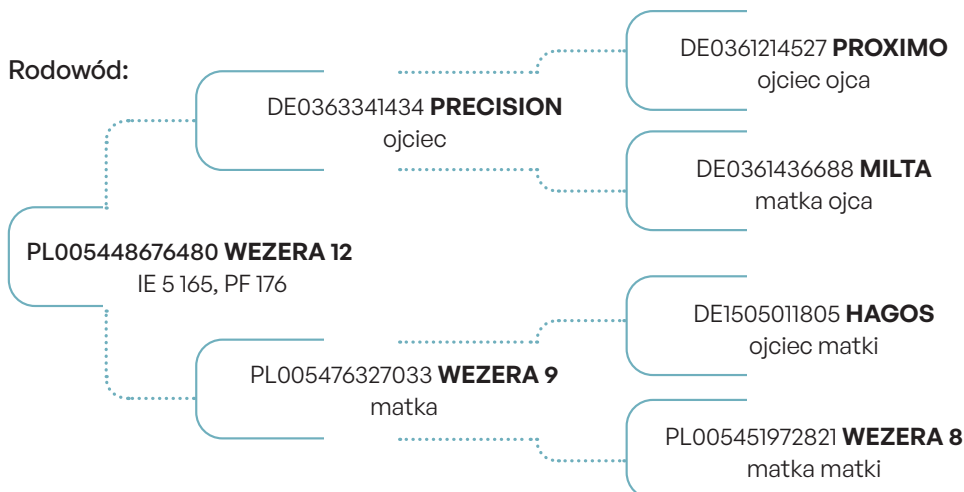 Rodowód:
DE0361214527 PROXIMO
ojciec ojca
DE0363341434 PRECISION
ojciec
DE0361436688 MILTA
matka ojca
PL005448676480 WEZERA 12
IE 5 165, PF 176
DE1505011805 HAGOS
ojciec matki
PL005476327033 WEZERA 9
matka
PL005451972821 WEZERA 8
matka matki